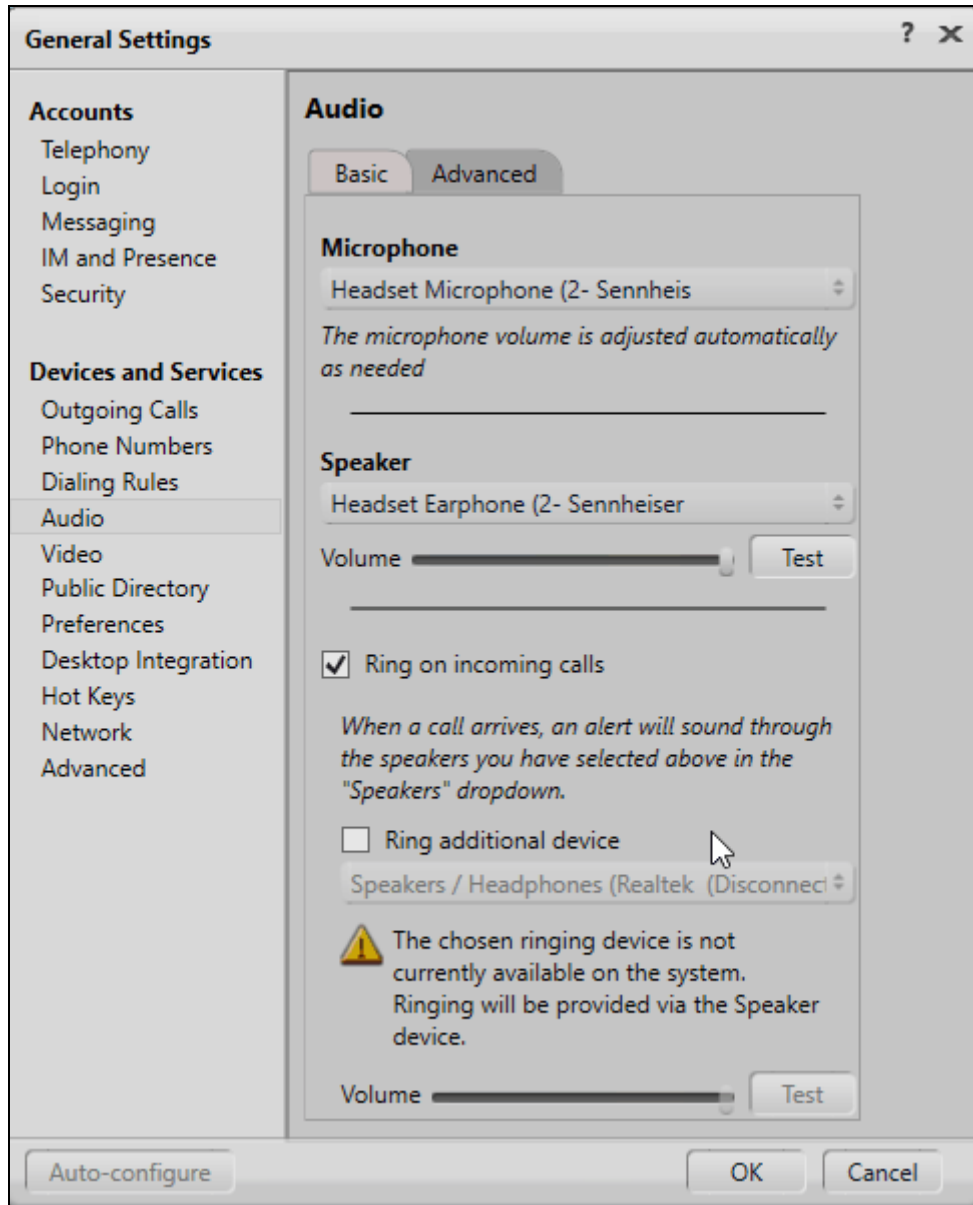 General Settings
?
Accounts
Telephony
Login
Messaging
IM and Presence
Security
Devices and Services
Outgoing Calls
Phone Numbers
Dialing Rules
Audio
Video
Public Directory
Preferences
Desktop Integration
Hot Keys
Network
Advanced
Audio
Basic Advanced
Microphone
Headset Microphone (2- Sennheis
The microphone volume is adjusted automatically
as needed
Speaker
Headset Earphone (2- Sennheiser
Volume Test
Ring on incoming calls
When a call arrives, an alert will sound through
the speakers you have selected above in the
"Speakers" dropdown.
Ring additional device
Speakers / Headphones (Realtek (Disconnect
The chosen ringing device is not
currently available on the system.
Ringing will be provided via the Speaker
device.
Volume Test
Auto-configure OK Cancel